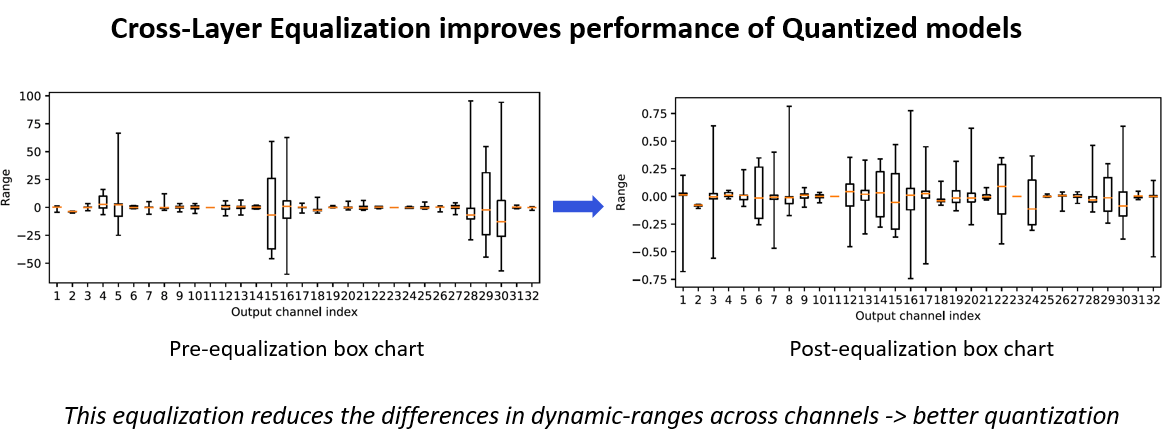 Cross-Layer Equalization improves performance of Quantized models
100
75
50
25
0
−25
−50
Range
1 2 3 4 5 6 7 8 9 10 11 12 13 14 15 16 17 18 19 20 21 22 23 24 25 26 27 28 29 30 31 32
Output channel index
Pre-equalization box chart
0.75
0.50
0.25
0.00
−0.25
−0.50
−0.75
Range
1 2 3 4 5 6 7 8 9 10 11 12 13 14 15 16 17 18 19 20 21 22 23 24 25 26 27 28 29 30 31 32
Output channel index
Post-equalization box chart
This equalization reduces the differences in dynamic-ranges across channels -> better quantization